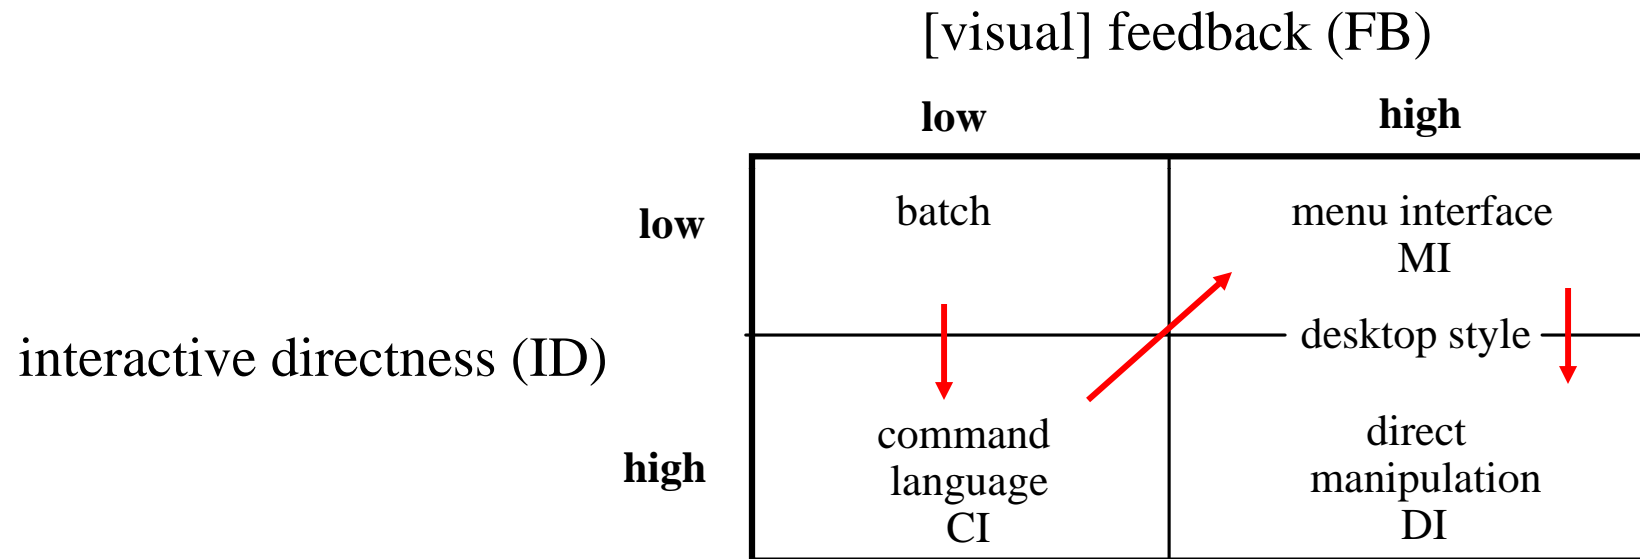 [visual] feedback (FB)
low
high
low
batch
menu interface
MI
interactive directness (ID)
desktop style
high
command
language
CI
direct
manipulation
DI